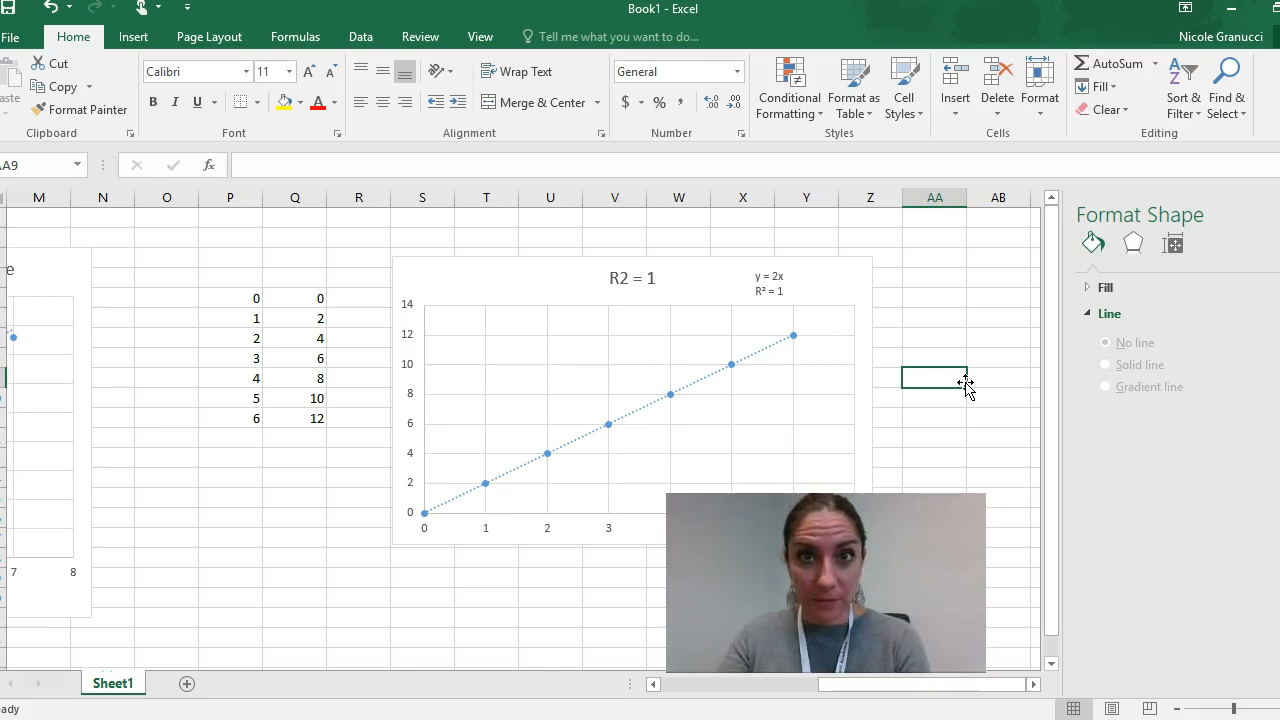 Book1 - Excel
File Home Insert Page Layout Formulas Data Review View Tell me what you want to do... Nicole Granucci
Cut
Copy
Format Painter
Clipboard
Calibri 11
B I U
Font
Wrap Text
Merge & Center
Alignment
General
$ % ,
Number
Conditional Formatting
Format as Table
Cell Styles
Styles
Insert Delete Format
Cells
AutoSum
Fill
Clear
Sort & Filter
Find & Select
Editing
AA9 fx
M N O P Q R S T U V W X Y Z AA AB
e
7 8
0 0
1 2
2 4
3 6
4 8
5 10
6 12
R2 = 1
y = 2x
R² = 1
14
12
10
8
6
4
2
0
0 1 2 3
Format Shape
Fill
Line
No line
Solid line
Gradient line
Sheet1